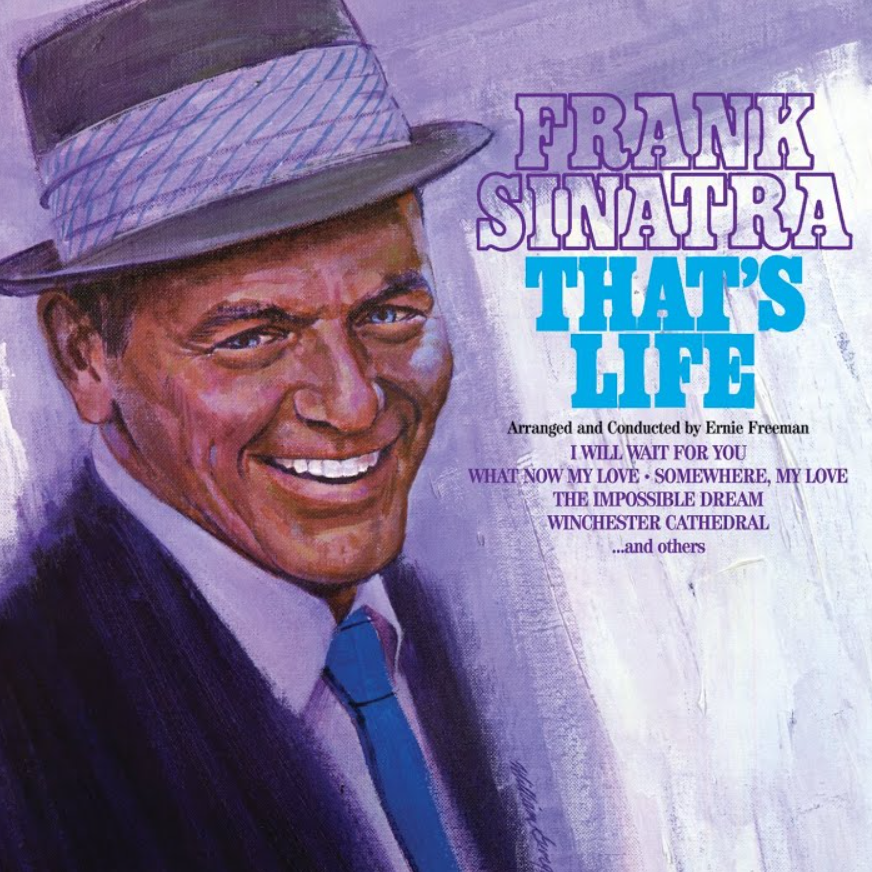 FRANK
SINATRA
THAT'S
LIFE
Arranged and Conducted by Ernie Freeman
I WILL WAIT FOR YOU
WHAT NOW MY LOVE • SOMEWHERE, MY LOVE
THE IMPOSSIBLE DREAM
WINCHESTER CATHEDRAL
...and others